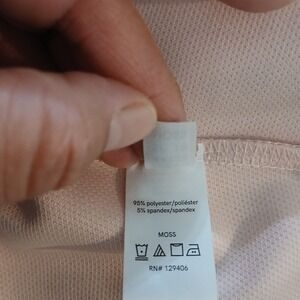 95% polyester/poliéster
5% spandex/spandex
MOSS
RN# 129406